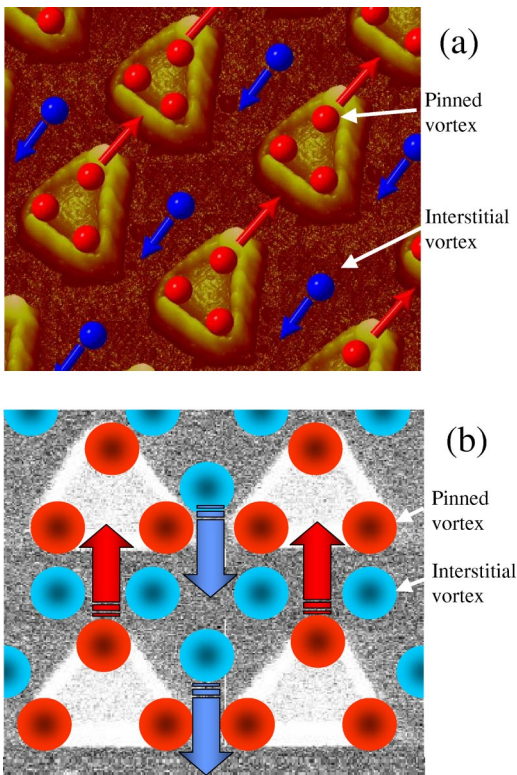 (a)
Pinned
vortex
Interstitial
vortex
(b)
Pinned
vortex
Interstitial
vortex